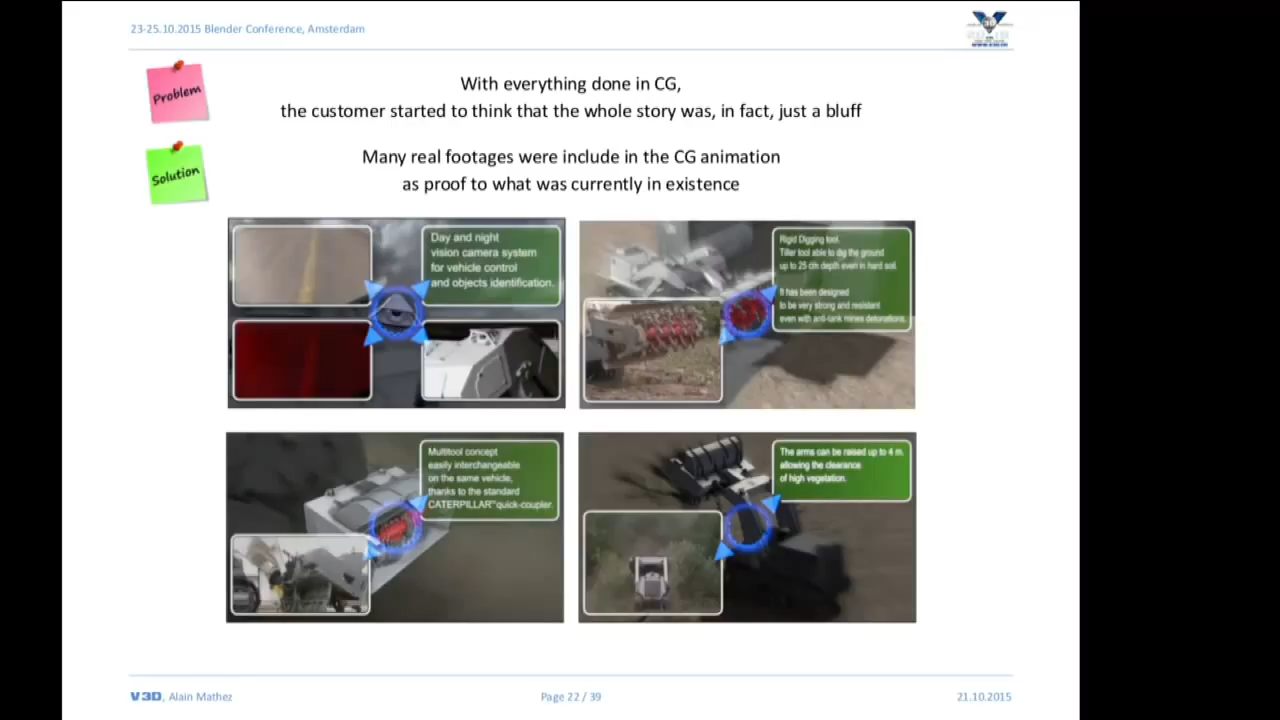 23-25.10.2015 Blender Conference, Amsterdam
Problem
With everything done in CG,
the customer started to think that the whole story was, in fact, just a bluff
Solution
Many real footages were include in the CG animation
as proof to what was currently in existence
Day and night
vision camera system
for vehicle control
and objects identification.
Rigid Digging tool.
Tiller tool able to dig the ground
up to 25 cm depth even in hard soil.
It has been designed
to be very strong and resistant
even with anti-tank mines detonations.
Multitool concept
easily interchangeable
on the same vehicle,
thanks to the standard
CATERPILLAR™ quick-coupler.
The arms can be raised up to 4 m.
allowing the clearance
of high vegetation.
V3D, Alain Mathez
Page 22 / 39
21.10.2015